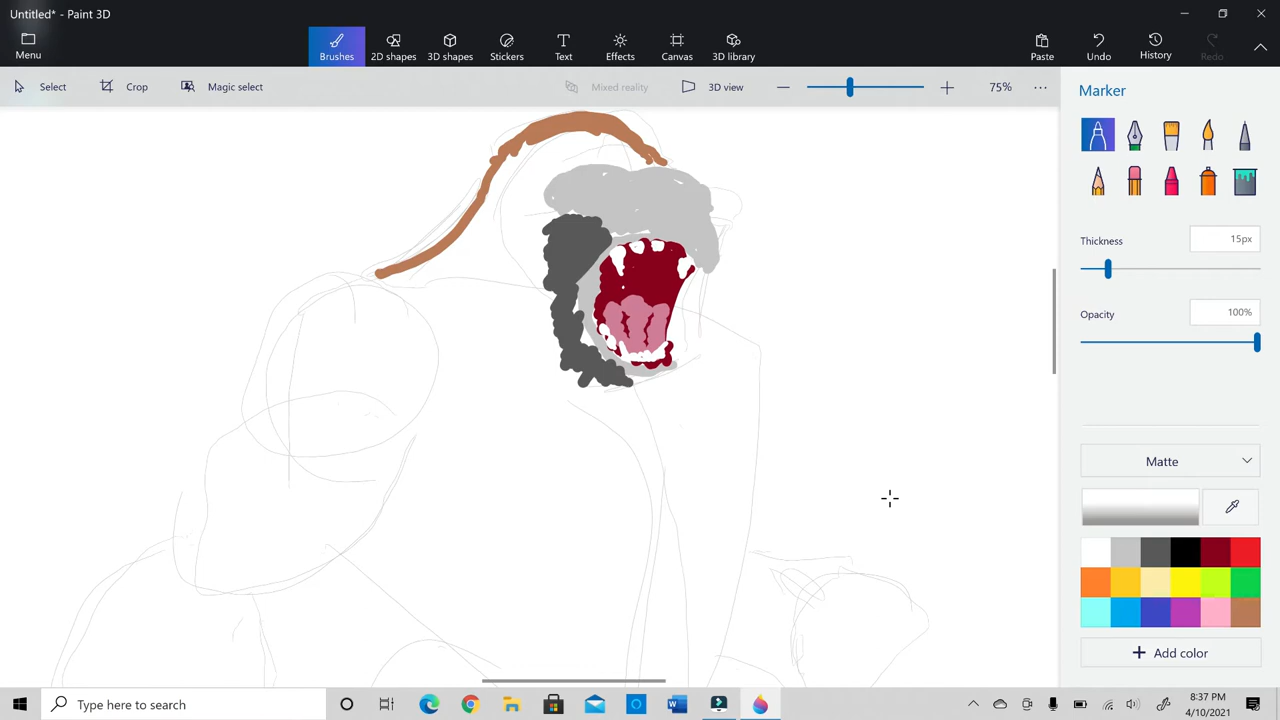 Untitled* - Paint 3D
Menu
Brushes
2D shapes
3D shapes
Stickers
Text
Effects
Canvas
3D library
Paste
Undo
History
Redo
Select
Crop
Magic select
Mixed reality
3D view
75%
Marker
Thickness
15px
Opacity
100%
Matte
Add color
Type here to search
8:37 PM
4/10/2021